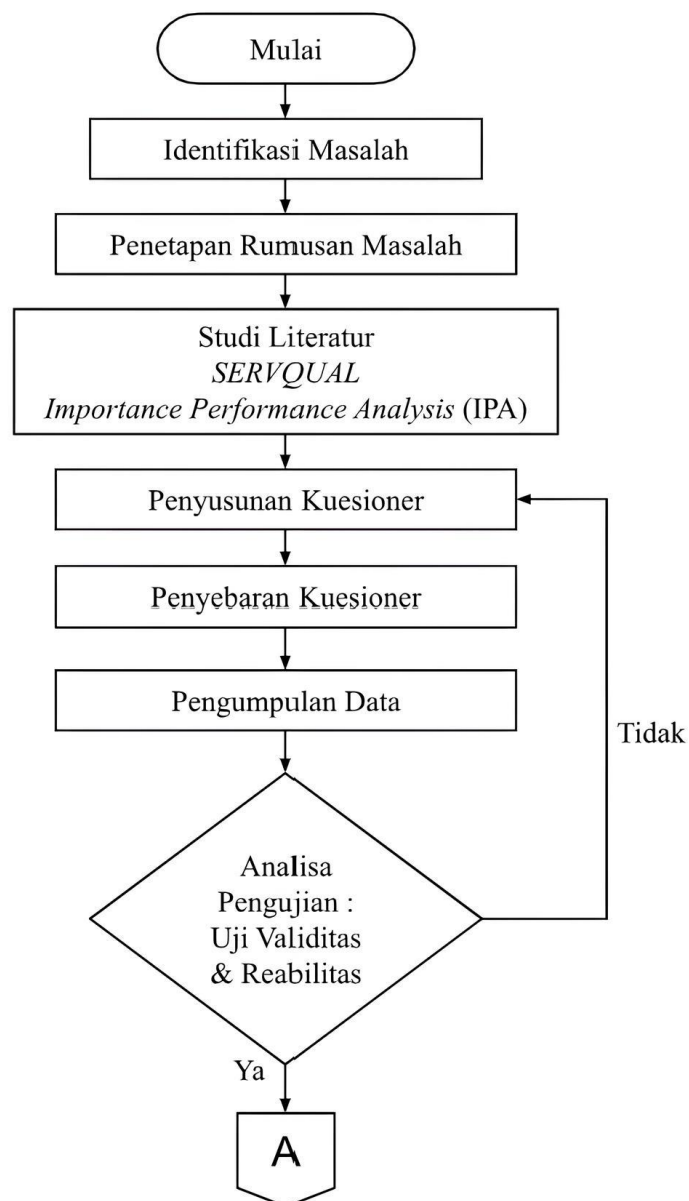 Mulai
Identifikasi Masalah
Penetapan Rumusan Masalah
Studi Literatur
SERVQUAL
Importance Performance Analysis (IPA)
Penyusunan Kuesioner
Penyebaran Kuesioner
Pengumpulan Data
Tidak
Analisa
Pengujian :
Uji Validitas
& Reabilitas
Ya
A